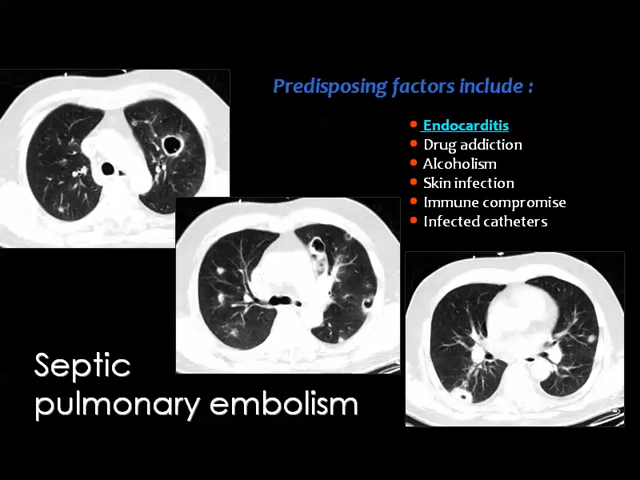 Predisposing factors include :
• Endocarditis
• Drug addiction
• Alcoholism
• Skin infection
• Immune compromise
• Infected catheters
Septic
pulmonary embolism